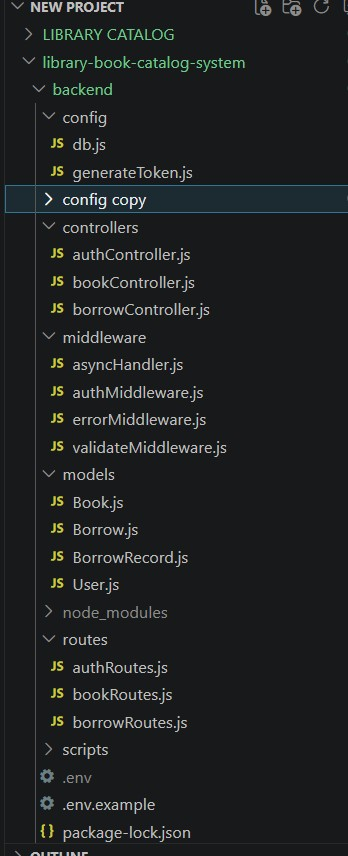 NEW PROJECT
LIBRARY CATALOG
library-book-catalog-system
backend
config
JS db.js
JS generateToken.js
config copy
controllers
JS authController.js
JS bookController.js
JS borrowController.js
middleware
JS asyncHandler.js
JS authMiddleware.js
JS errorMiddleware.js
JS validateMiddleware.js
models
JS Book.js
JS Borrow.js
JS BorrowRecord.js
JS User.js
node_modules
routes
JS authRoutes.js
JS bookRoutes.js
JS borrowRoutes.js
scripts
.env
.env.example
{} package-lock.json
OUTLINE